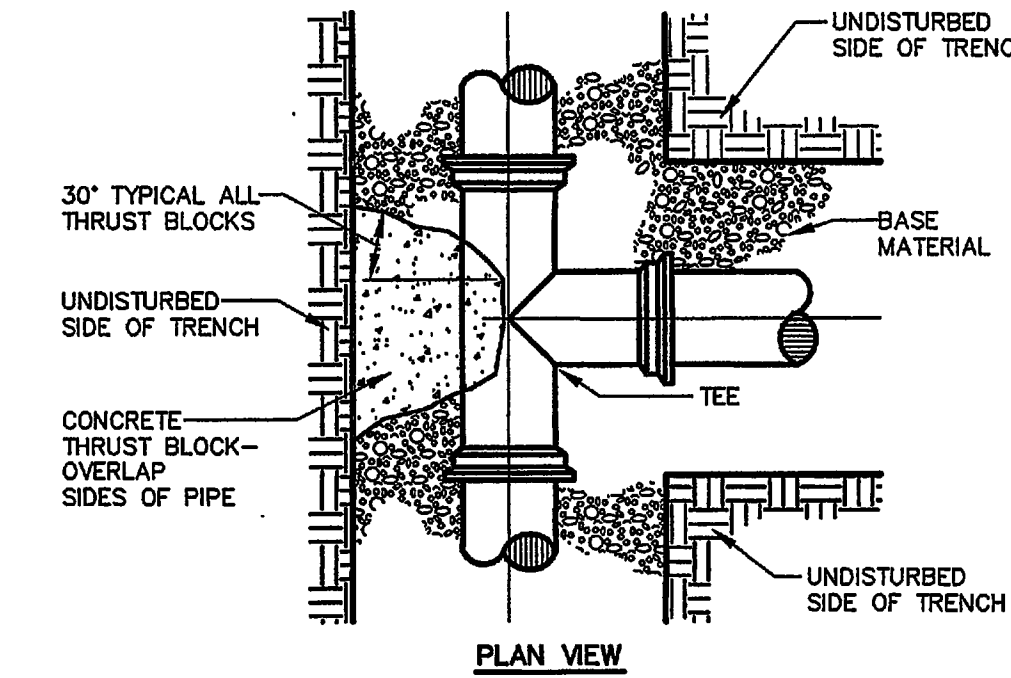 UNDISTURBED
SIDE OF TRENC
30° TYPICAL ALL
THRUST BLOCKS
BASE
MATERIAL
UNDISTURBED
SIDE OF TRENCH
TEE
CONCRETE
THRUST BLOCK-
OVERLAP
SIDES OF PIPE
UNDISTURBED
SIDE OF TRENCH
PLAN VIEW